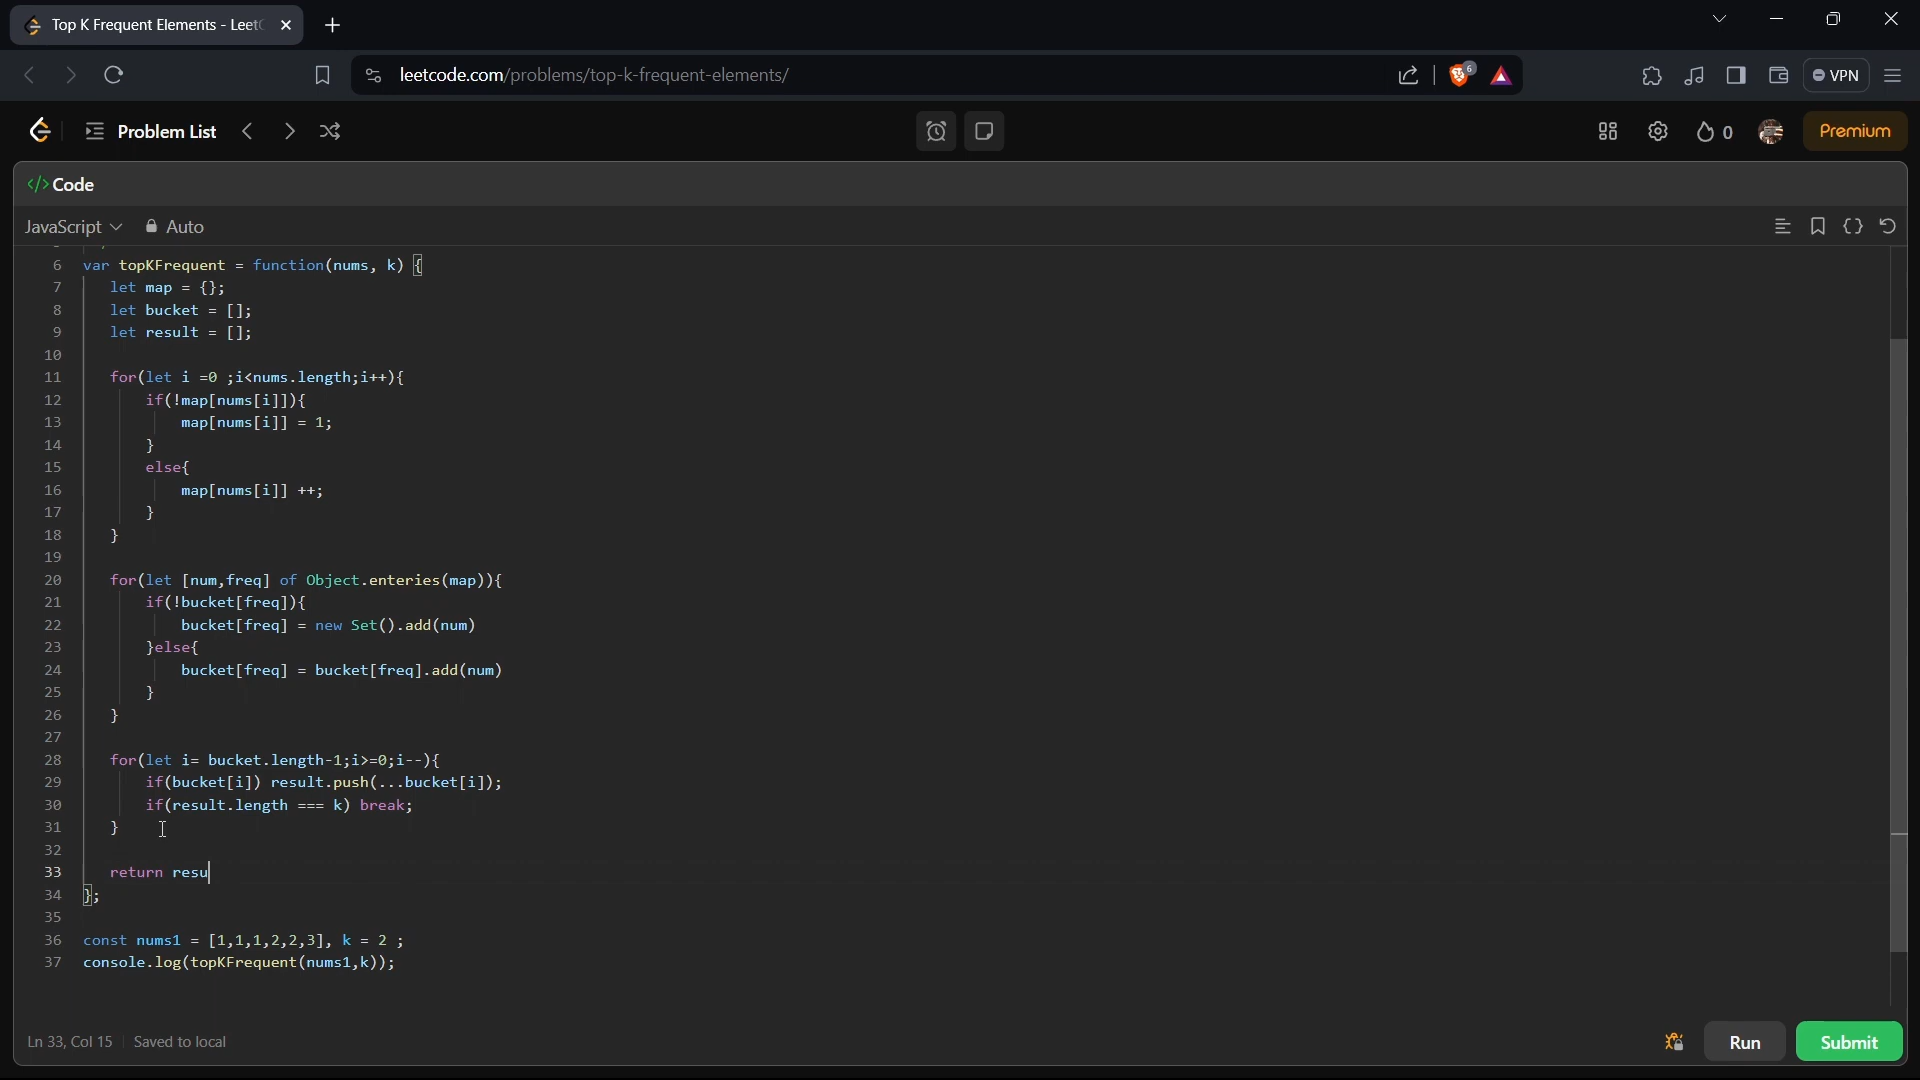 Top K Frequent Elements - Leet
leetcode.com/problems/top-k-frequent-elements/
6
VPN
Problem List
0
Premium
</> Code
JavaScript
Auto
6 var topKFrequent = function(nums, k) {
7 let map = {};
8 let bucket = [];
9 let result = [];
10
11 for(let i =0 ;i<nums.length;i++){
12 if(!map[nums[i]]){
13 map[nums[i]] = 1;
14 }
15 else{
16 map[nums[i]] ++;
17 }
18 }
19
20 for(let [num,freq] of Object.enteries(map)){
21 if(!bucket[freq]){
22 bucket[freq] = new Set().add(num)
23 }else{
24 bucket[freq] = bucket[freq].add(num)
25 }
26 }
27
28 for(let i= bucket.length-1;i>=0;i--){
29 if(bucket[i]) result.push(...bucket[i]);
30 if(result.length === k) break;
31 }
32
33 return resu
34 };
35
36 const nums1 = [1,1,1,2,2,3], k = 2 ;
37 console.log(topKFrequent(nums1,k));
Ln 33, Col 15
Saved to local
Run
Submit